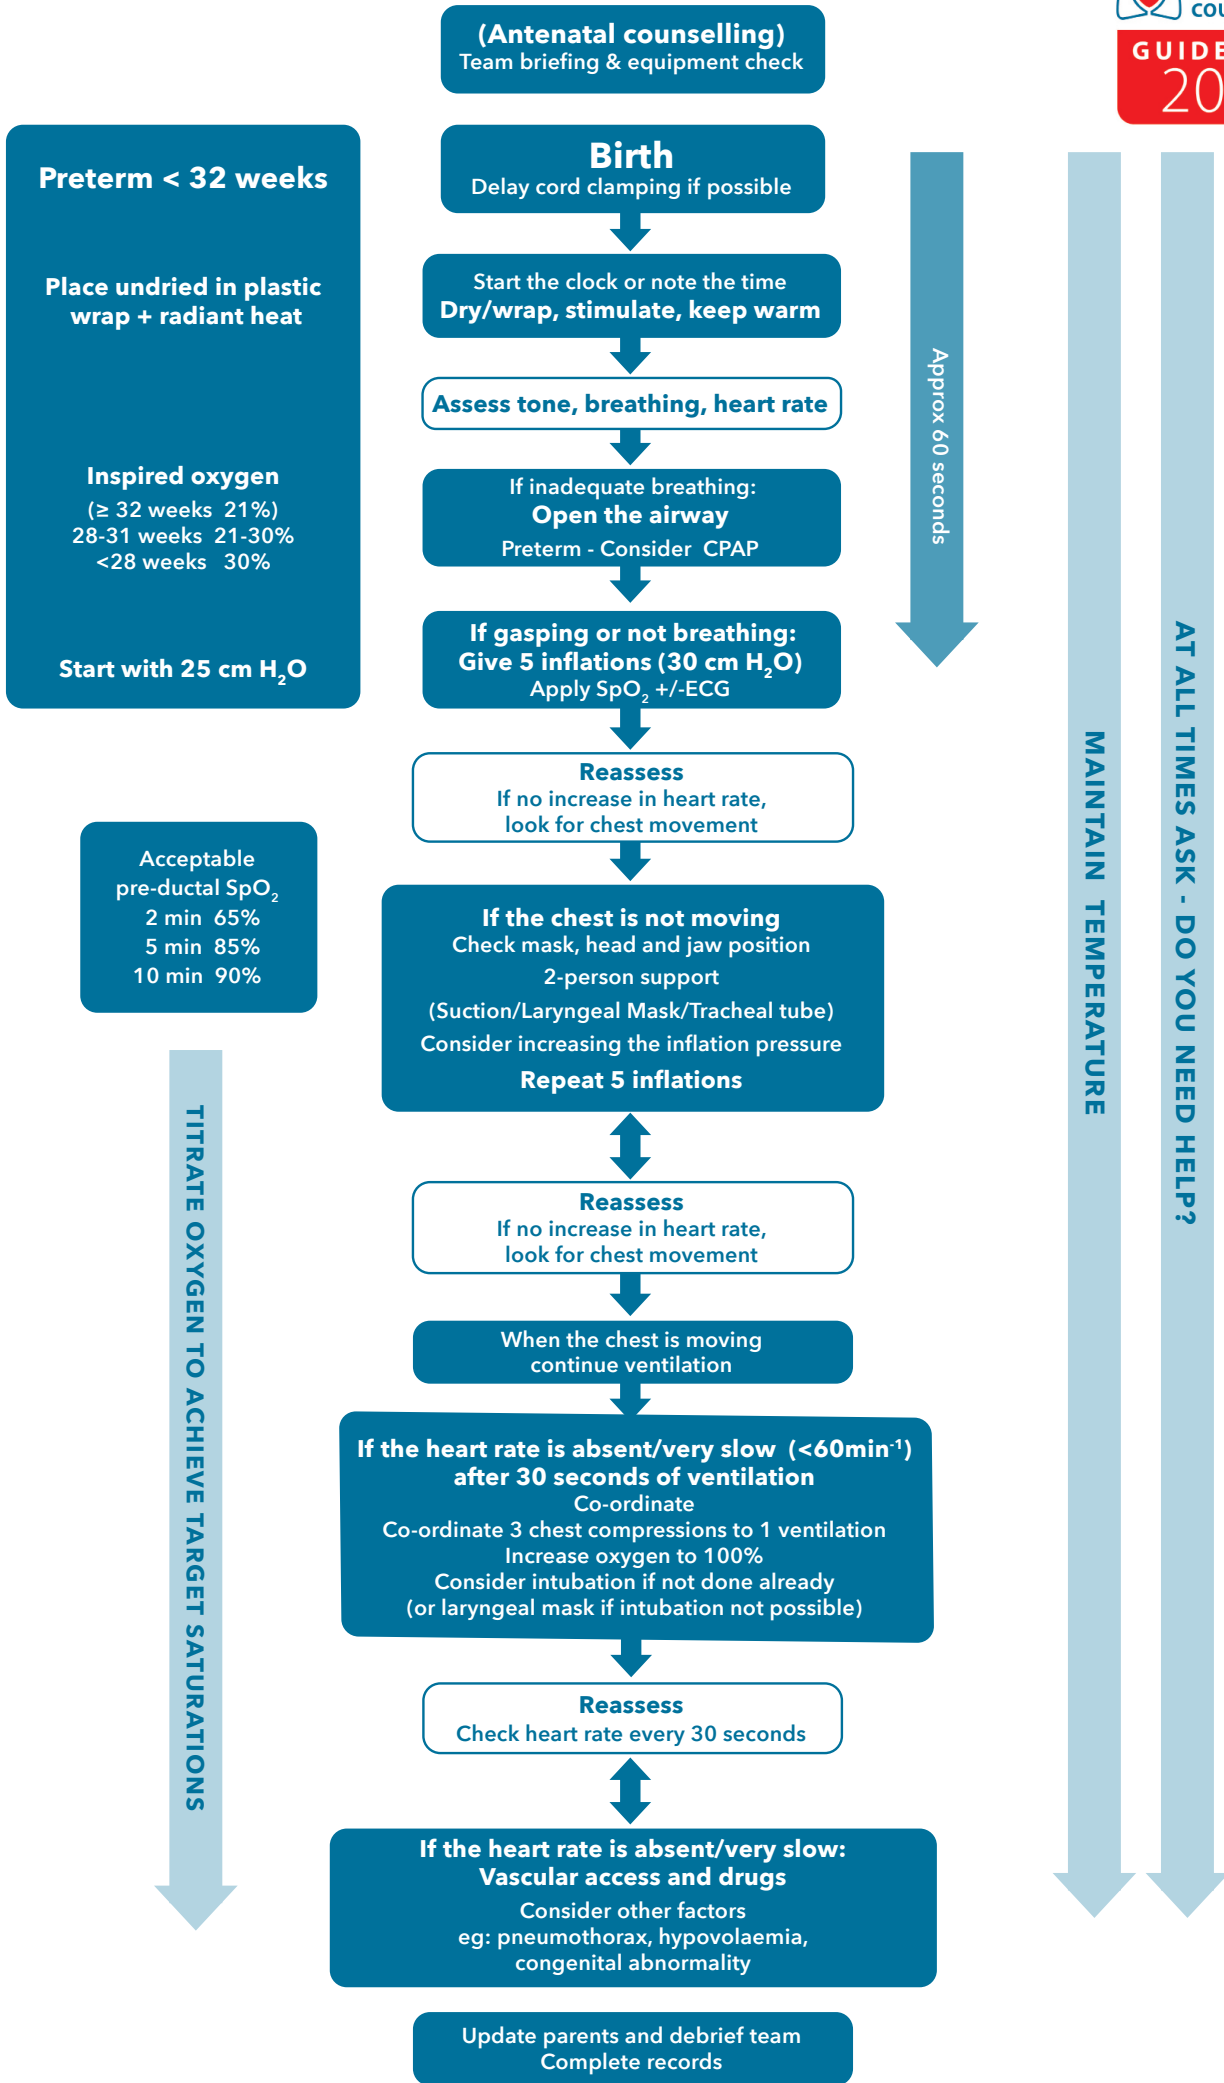 (Antenatal counselling)
Team briefing & equipment check
Birth
Delay cord clamping if possible
Start the clock or note the time
Dry/wrap, stimulate, keep warm
Assess tone, breathing, heart rate
If inadequate breathing:
Open the airway
Preterm - Consider CPAP
If gasping or not breathing:
Give 5 inflations (30 cm H₂O)
Apply SpO₂ +/-ECG
Reassess
If no increase in heart rate,
look for chest movement
If the chest is not moving
Check mask, head and jaw position
2-person support
(Suction/Laryngeal Mask/Tracheal tube)
Consider increasing the inflation pressure
Repeat 5 inflations
Reassess
If no increase in heart rate,
look for chest movement
When the chest is moving
continue ventilation
If the heart rate is absent/very slow (<60min⁻¹)
after 30 seconds of ventilation
Co-ordinate
Co-ordinate 3 chest compressions to 1 ventilation
Increase oxygen to 100%
Consider intubation if not done already
(or laryngeal mask if intubation not possible)
Reassess
Check heart rate every 30 seconds
If the heart rate is absent/very slow:
Vascular access and drugs
Consider other factors
eg: pneumothorax, hypovolaemia,
congenital abnormality
Update parents and debrief team
Complete records
Preterm < 32 weeks
Place undried in plastic
wrap + radiant heat
Inspired oxygen
(≥ 32 weeks 21%)
28-31 weeks 21-30%
<28 weeks 30%
Start with 25 cm H₂O
Acceptable
pre-ductal SpO₂
2 min 65%
5 min 85%
10 min 90%
TITRATE OXYGEN TO ACHIEVE TARGET SATURATIONS
Approx 60 seconds
MAINTAIN TEMPERATURE
AT ALL TIMES ASK - DO YOU NEED HELP?